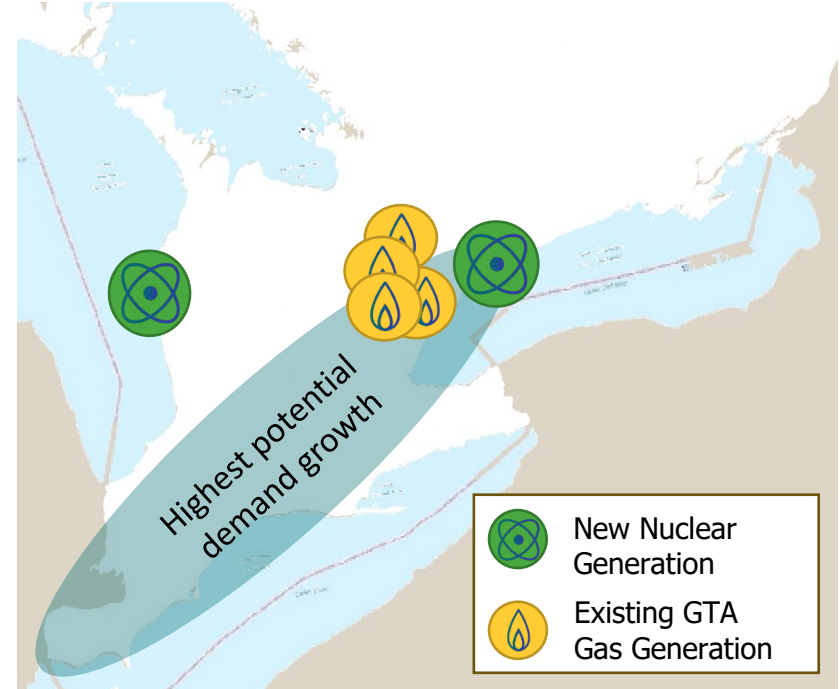 Highest potential
demand growth
New Nuclear
Generation
Existing GTA
Gas Generation